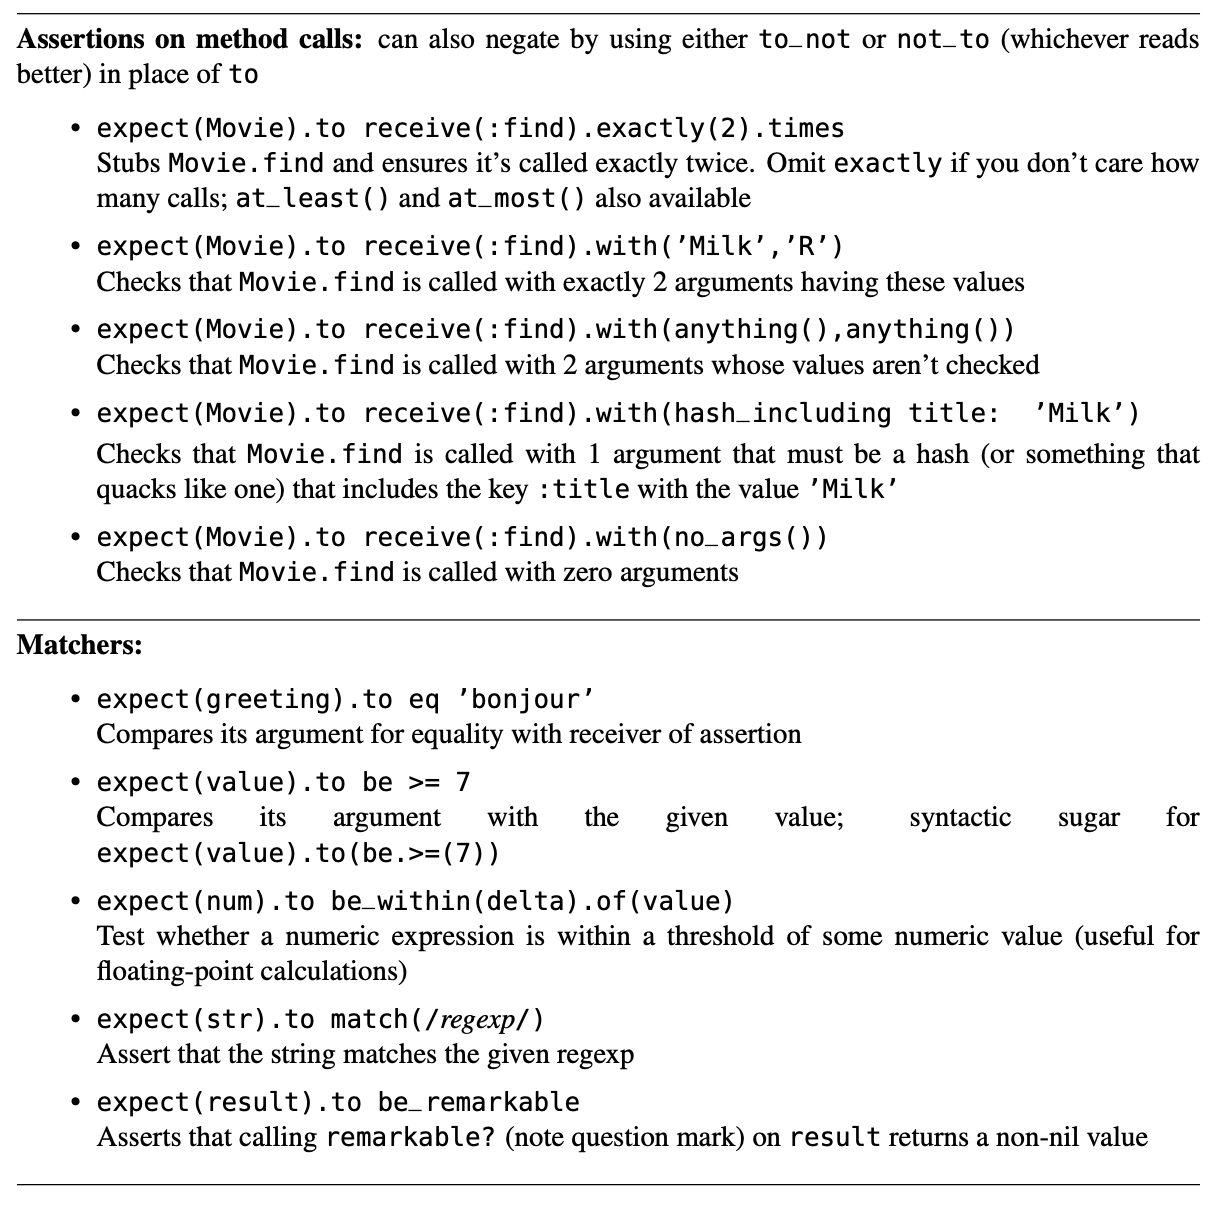 Assertions on method calls: can also negate by using either to_not or not_to (whichever reads
better) in place of to
• expect(Movie).to receive(:find).exactly(2).times
Stubs Movie.find and ensures it’s called exactly twice. Omit exactly if you don’t care how
many calls; at_least() and at_most() also available
• expect(Movie).to receive(:find).with(’Milk’,’R’)
Checks that Movie.find is called with exactly 2 arguments having these values
• expect(Movie).to receive(:find).with(anything(),anything())
Checks that Movie.find is called with 2 arguments whose values aren’t checked
• expect(Movie).to receive(:find).with(hash_including title: ’Milk’)
Checks that Movie.find is called with 1 argument that must be a hash (or something that
quacks like one) that includes the key :title with the value ’Milk’
• expect(Movie).to receive(:find).with(no_args())
Checks that Movie.find is called with zero arguments
Matchers:
• expect(greeting).to eq ’bonjour’
Compares its argument for equality with receiver of assertion
• expect(value).to be >= 7
Compares its argument with the given value; syntactic sugar for
expect(value).to(be.>=(7))
• expect(num).to be_within(delta).of(value)
Test whether a numeric expression is within a threshold of some numeric value (useful for
floating-point calculations)
• expect(str).to match(/regexp/)
Assert that the string matches the given regexp
• expect(result).to be_remarkable
Asserts that calling remarkable? (note question mark) on result returns a non-nil value